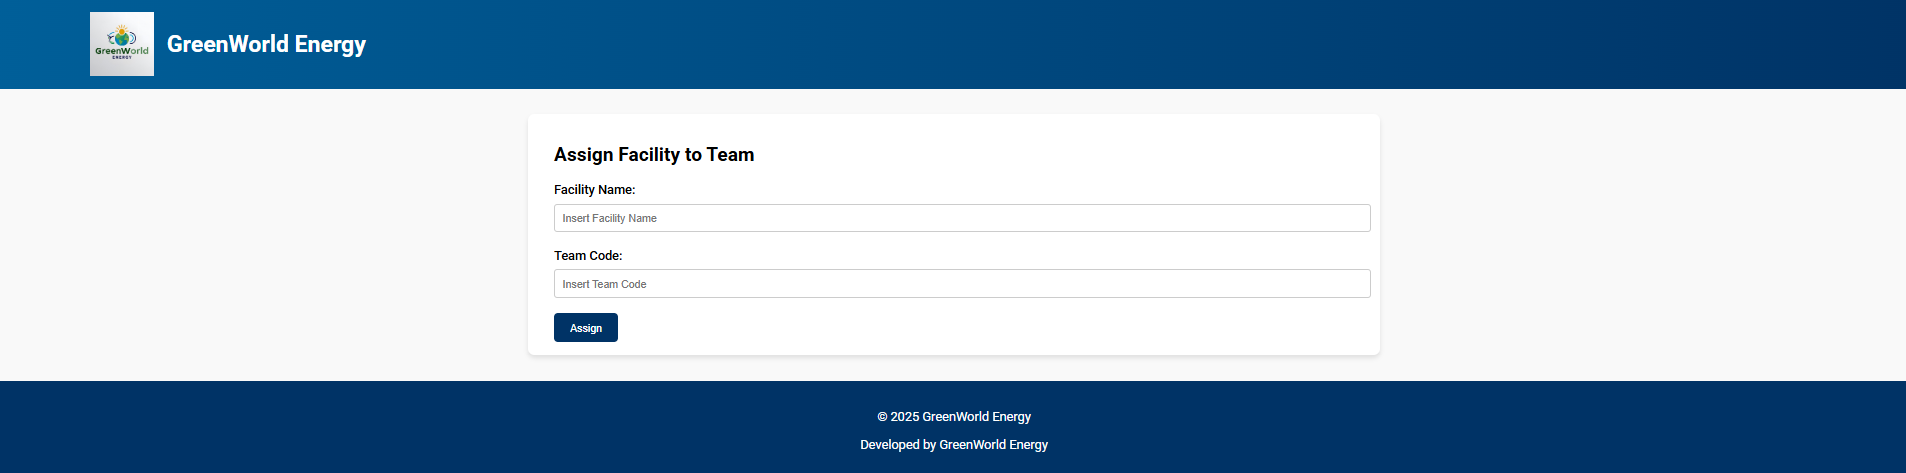 GreenWorld
ENERGY
GreenWorld Energy
Assign Facility to Team
Facility Name:
Insert Facility Name
Team Code:
Insert Team Code
Assign
© 2025 GreenWorld Energy
Developed by GreenWorld Energy